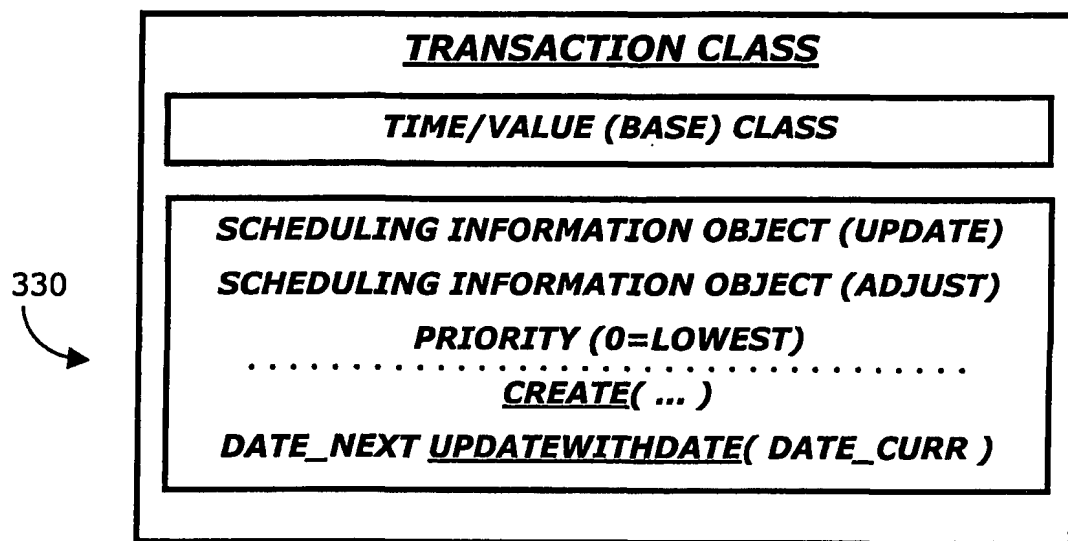 TRANSACTION CLASS
TIME/VALUE (BASE) CLASS
SCHEDULING INFORMATION OBJECT (UPDATE)
SCHEDULING INFORMATION OBJECT (ADJUST)
330
PRIORITY (0=LOWEST)
CREATE( ... )
DATE_NEXT UPDATEWITHDATE( DATE_CURR )